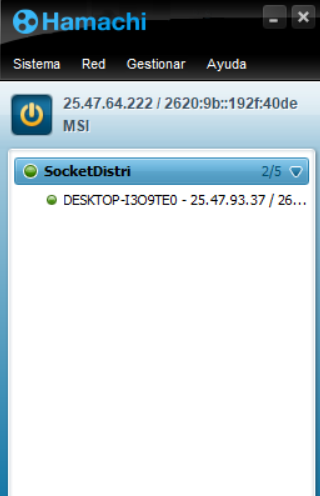 Hamachi
Sistema Red Gestionar Ayuda
25.47.64.222 / 2620:9b::192f:40de
MSI
SocketDistri 2/5
DESKTOP-I3O9TE0 - 25.47.93.37 / 26...